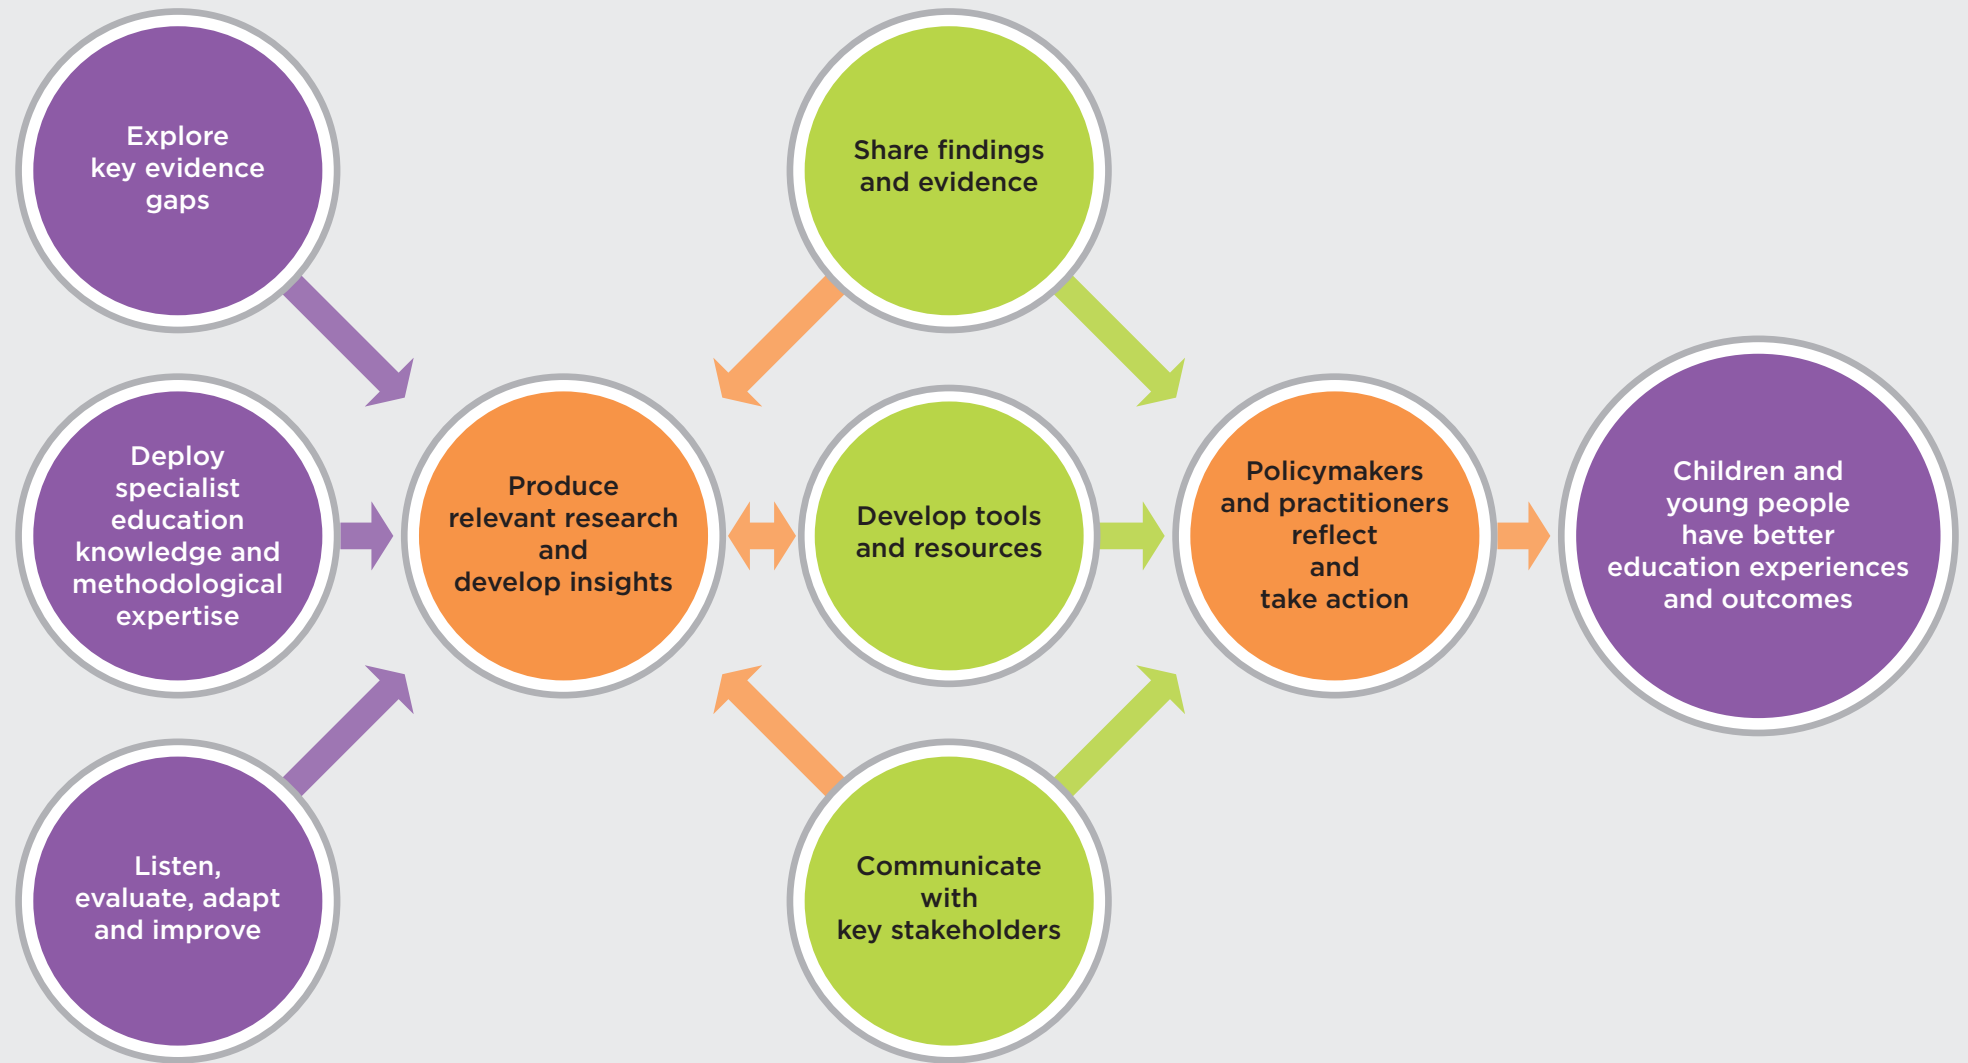 Explore
key evidence
gaps
Deploy
specialist
education
knowledge and
methodological
expertise
Listen,
evaluate, adapt
and improve
Produce
relevant research
and
develop insights
Share findings
and evidence
Develop tools
and resources
Communicate
with
key stakeholders
Policymakers
and practitioners
reflect
and
take action
Children and
young people
have better
education experiences
and outcomes